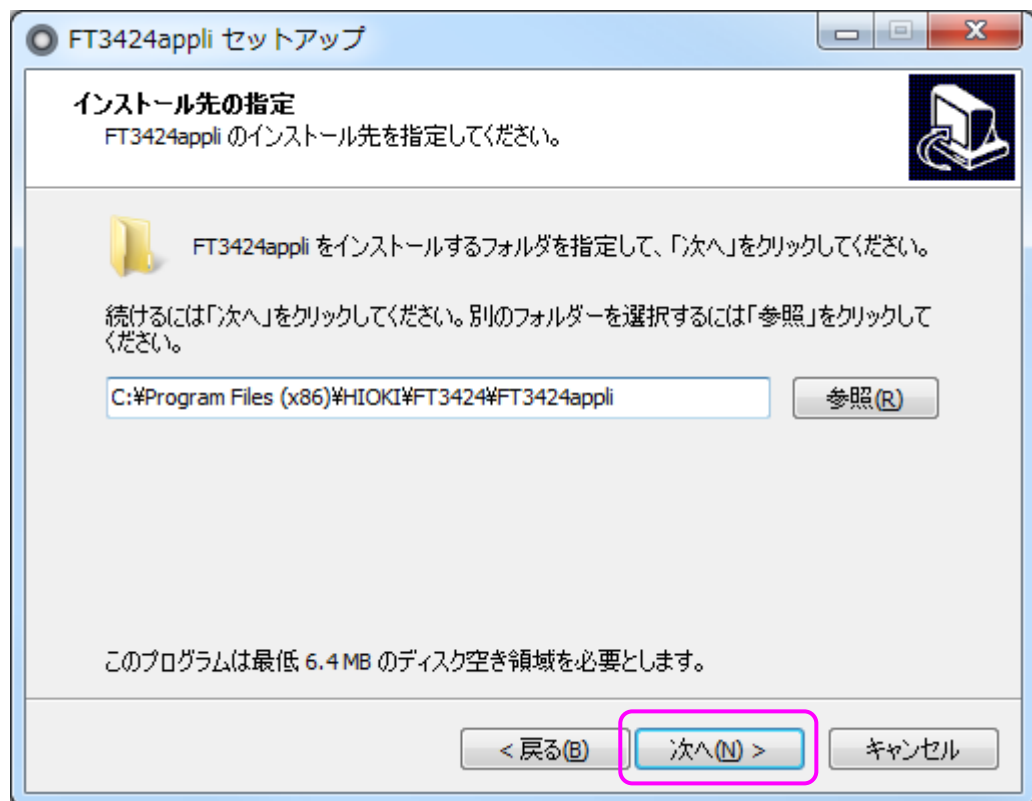 FT3424appli セットアップ
インストール先の指定
FT3424appli のインストール先を指定してください。
FT3424appli をインストールするフォルダを指定して、「次へ」をクリックしてください。
続けるには「次へ」をクリックしてください。別のフォルダーを選択するには「参照」をクリックして
ください。
C:¥Program Files (x86)¥HIOKI¥FT3424¥FT3424appli
参照(R)
このプログラムは最低 6.4 MB のディスク空き領域を必要とします。
< 戻る(B) 次へ(N) > キャンセル